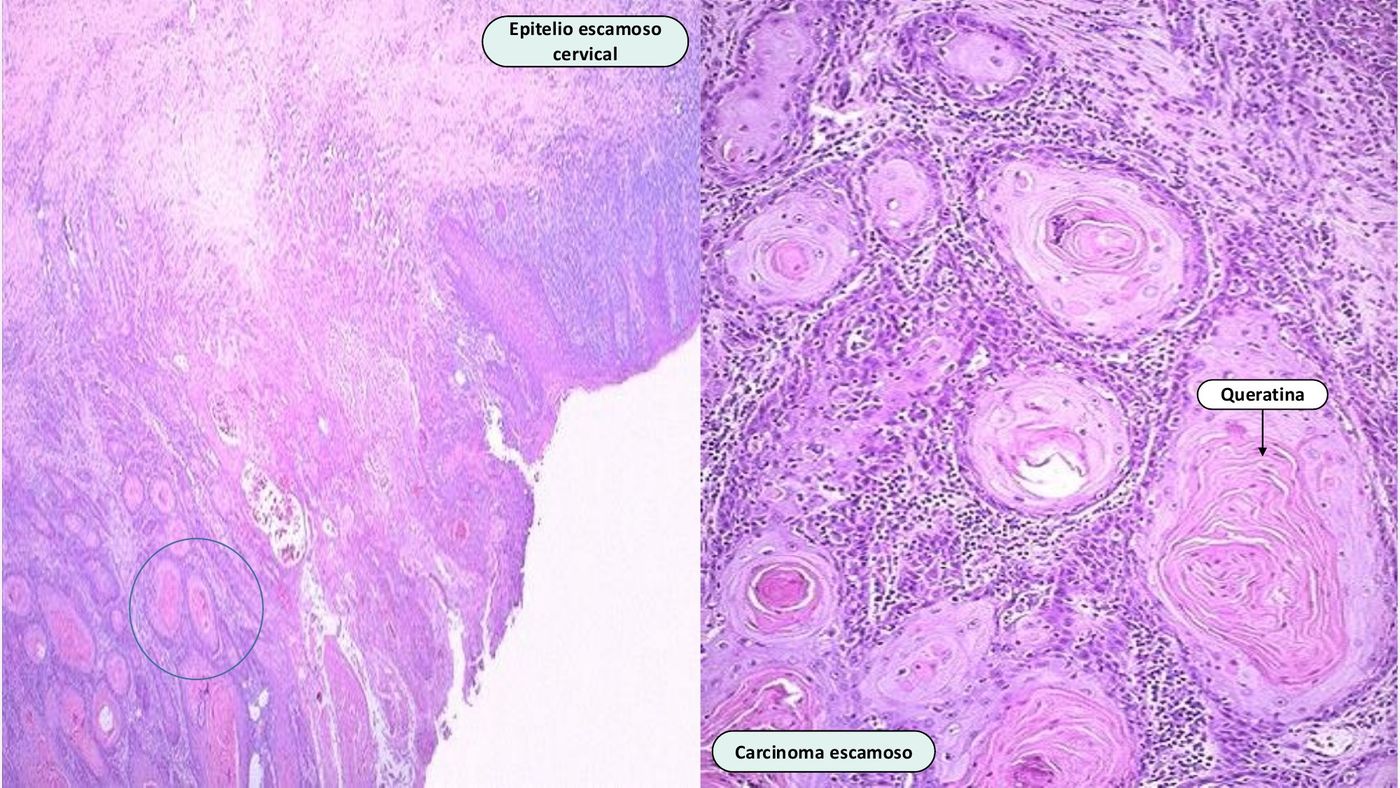 Epitelio escamoso
cervical
Queratina
Carcinoma escamoso